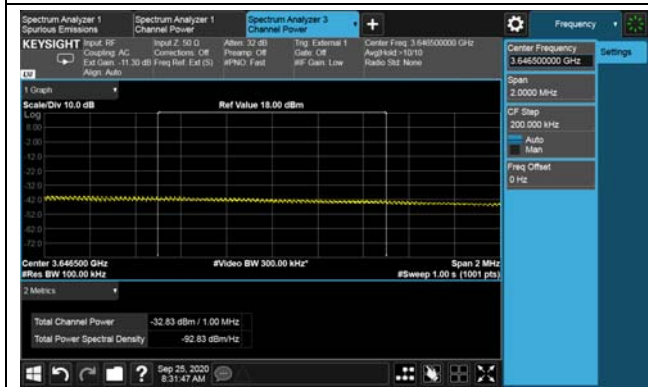 Spectrum Analyzer 1
Spurious Emissions
Spectrum Analyzer 1
Channel Power
Spectrum Analyzer 3
Channel Power
+
Frequency
KEYSIGHT
Input: RF
Coupling: AC
Ext Gain: -11.30 dB
Align: Auto
Input Z: 50 Ω
Corrections: Off
Freq Ref: Ext (S)
Atten: 32 dB
Preamp: Off
#PNO: Fast
Trig: External 1
Gate: Off
#IF Gain: Low
Center Freq: 3.646500000 GHz
Avg|Hold:>10/10
Radio Std: None
Center Frequency
3.646500000 GHz
Settings
Span
2.0000 MHz
CF Step
200.000 kHz
Auto
Man
Freq Offset
0 Hz
1 Graph
Scale/Div 10.0 dB
Ref Value 18.00 dBm
Log
8.00
-2.00
-12.0
-22.0
-32.0
-42.0
-52.0
-62.0
-72.0
Center 3.646500 GHz
#Video BW 300.00 kHz*
Span 2 MHz
#Res BW 100.00 kHz
#Sweep 1.00 s (1001 pts)
2 Metrics
Total Channel Power
-32.83 dBm / 1.00 MHz
Total Power Spectral Density
-92.83 dBm/Hz
?
Sep 25, 2020
8:31:47 AM